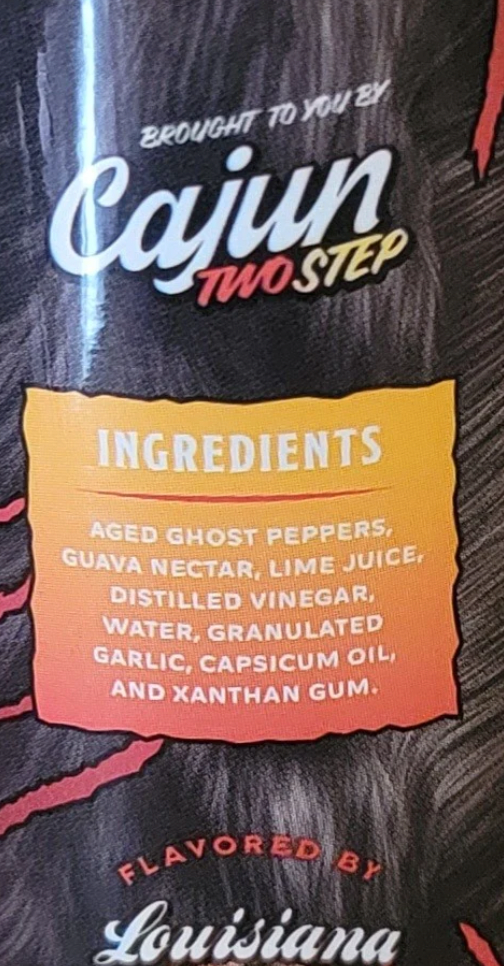 BROUGHT TO YOU BY
Cajun
TWO STEP
INGREDIENTS
AGED GHOST PEPPERS,
GUAVA NECTAR, LIME JUICE,
DISTILLED VINEGAR,
WATER, GRANULATED
GARLIC, CAPSICUM OIL,
AND XANTHAN GUM.
FLAVORED BY
Louisiana